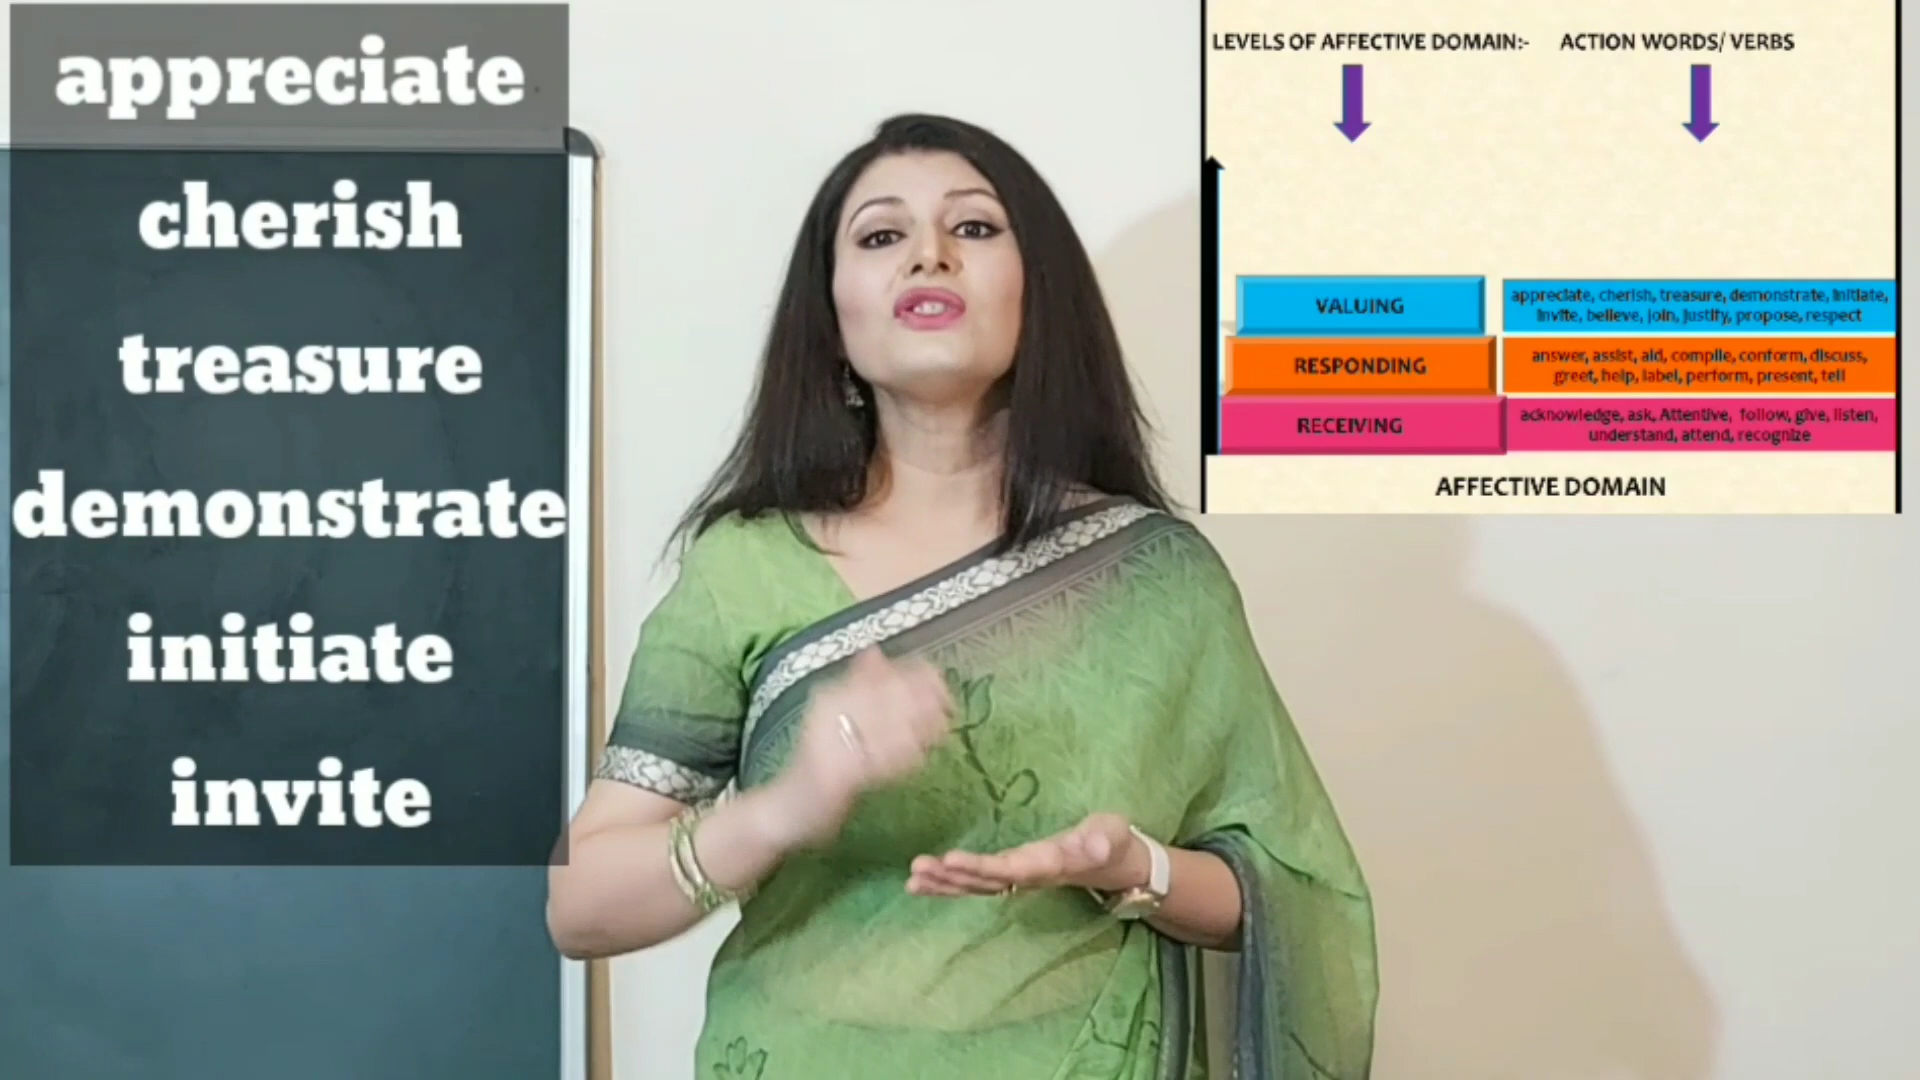 appreciate
cherish
treasure
demonstrate
initiate
invite
LEVELS OF AFFECTIVE DOMAIN:-
ACTION WORDS/ VERBS
VALUING
appreciate, cherish, treasure, demonstrate, initiate,
invite, believe, join, justify, propose, respect
RESPONDING
answer, assist, aid, compile, conform, discuss,
greet, help, label, perform, present, tell
RECEIVING
acknowledge, ask, Attentive, follow, give, listen,
understand, attend, recognize
AFFECTIVE DOMAIN